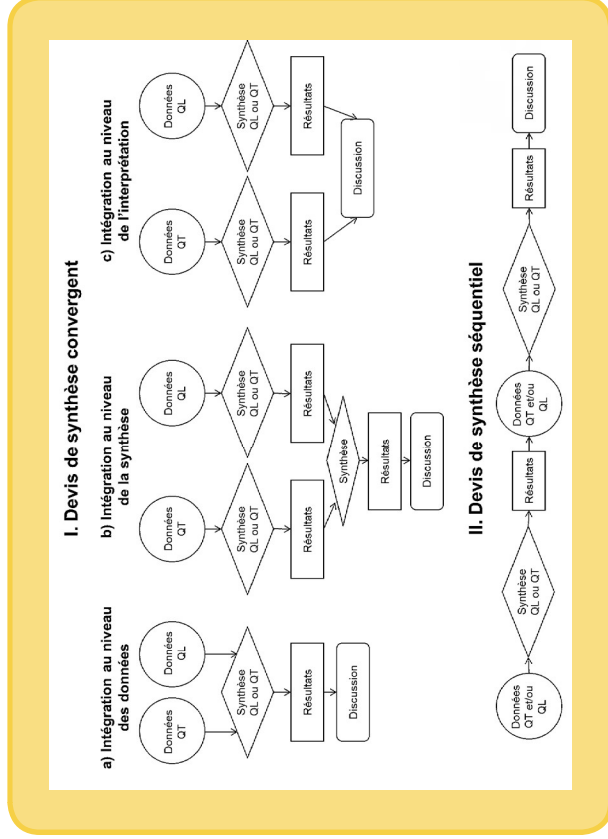 I. Devis de synthèse convergent
a) Intégration au niveau
des données
Données
QT
Données
QL
Synthèse
QL ou QT
Résultats
Discussion
b) Intégration au niveau
de la synthèse
Données
QT
Données
QL
Synthèse
QL ou QT
Synthèse
QL ou QT
Résultats
Résultats
Synthèse
Résultats
Discussion
c) Intégration au niveau
de l'interprétation
Données
QT
Données
QL
Synthèse
QL ou QT
Synthèse
QL ou QT
Résultats
Résultats
Discussion
II. Devis de synthèse séquentiel
Données
QT et/ou
QL
Synthèse
QL ou QT
Résultats
Données
QT et/ou
QL
Synthèse
QL ou QT
Résultats
Discussion